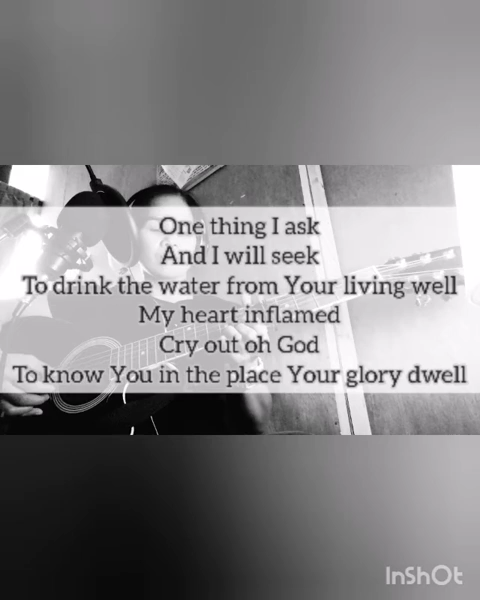 One thing I ask
And I will seek
To drink the water from Your living well
My heart inflamed
Cry out oh God
To know You in the place Your glory dwell
InShOt